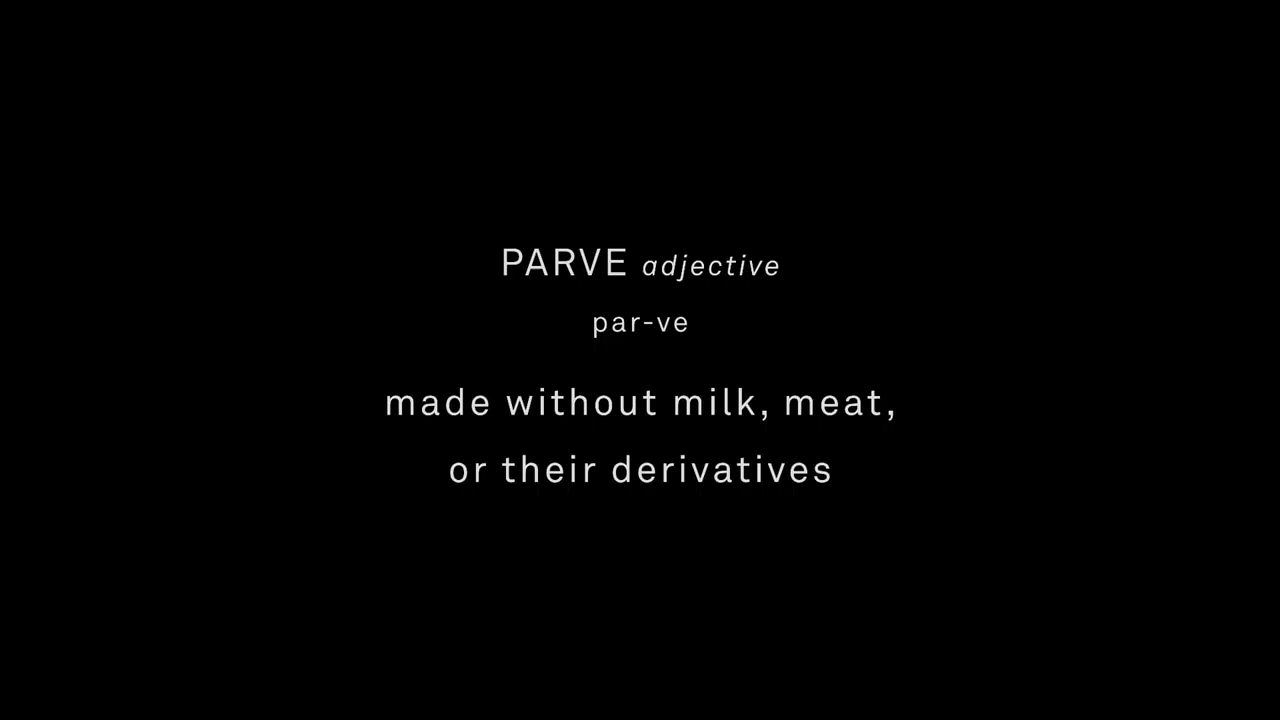 PARVE adjective
par-ve
made without milk, meat,
or their derivatives